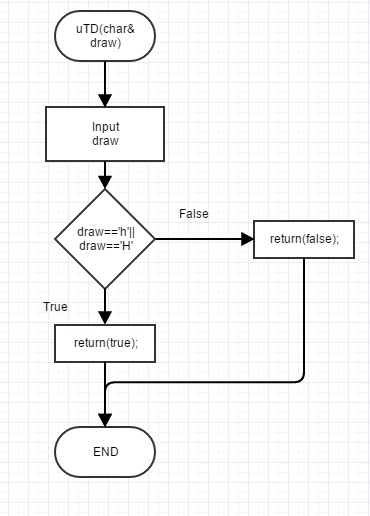 uTD(char&
draw)
Input
draw
False
draw=='h'||
draw=='H'
return(false);
True
return(true);
END